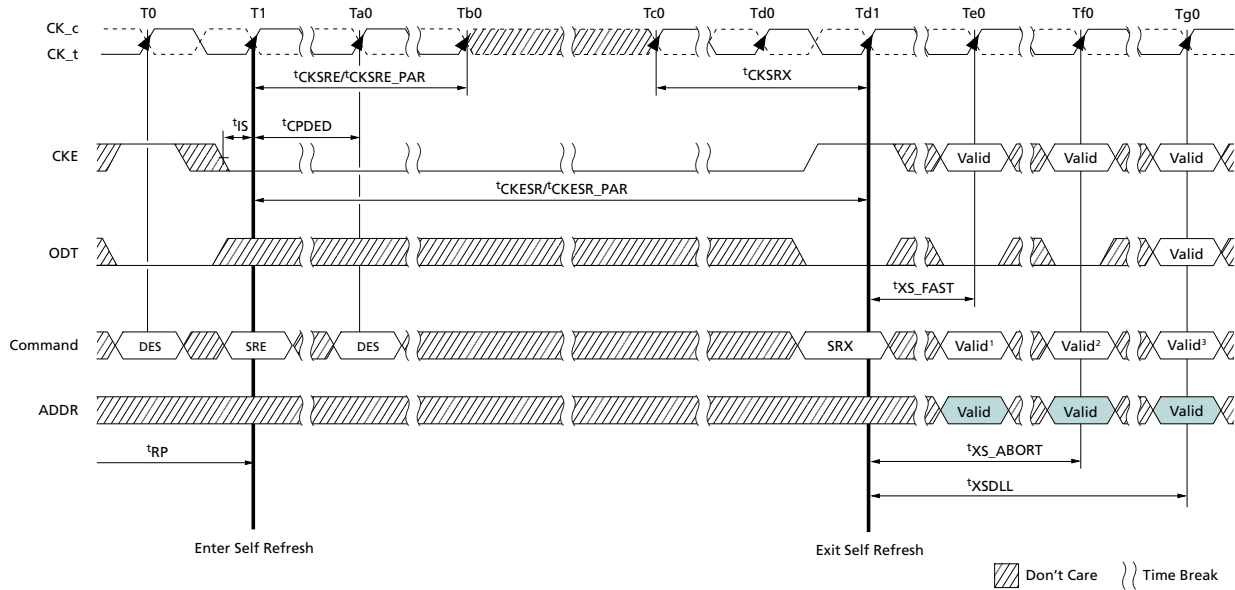 T0 T1 Ta0 Tb0 Tc0 Td0 Td1 Te0 Tf0 Tg0
CK_c
CK_t
tCKSRE/tCKSRE_PAR tCKSRX
tIS tCPDED
CKE Valid Valid Valid
tCKESR/tCKESR_PAR
ODT Valid
tXS_FAST
Command DES SRE DES SRX Valid1 Valid2 Valid3
ADDR Valid Valid Valid
tRP tXS_ABORT
tXSDLL
Enter Self Refresh Exit Self Refresh
Don't Care Time Break